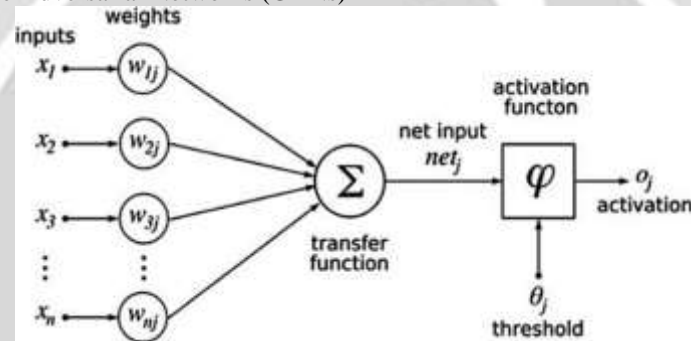 weights
inputs
x1 w1j
activation
functon
net input
x2 w2j
netj
Σ φ oj
activation
x3 w3j
transfer
function
⋮ ⋮
θj
xn wnj
threshold